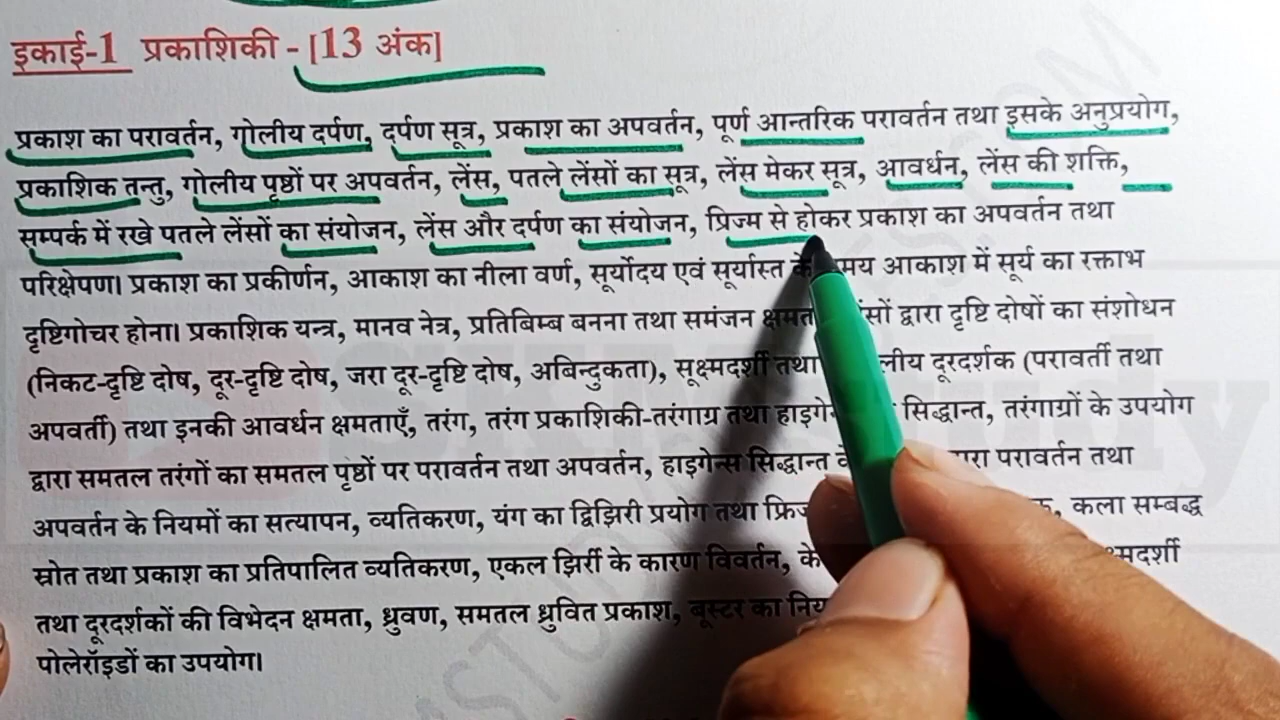 इकाई-1 प्रकाशिकी - [13 अंक]
प्रकाश का परावर्तन, गोलीय दर्पण, दर्पण सूत्र, प्रकाश का अपवर्तन, पूर्ण आन्तरिक परावर्तन तथा इसके अनुप्रयोग,
प्रकाशिक तन्तु, गोलीय पृष्ठों पर अपवर्तन, लेंस, पतले लेंसों का सूत्र, लेंस मेकर सूत्र, आवर्धन, लेंस की शक्ति,
सम्पर्क में रखे पतले लेंसों का संयोजन, लेंस और दर्पण का संयोजन, प्रिज्म से होकर प्रकाश का अपवर्तन तथा
परिक्षेपण। प्रकाश का प्रकीर्णन, आकाश का नीला वर्ण, सूर्योदय एवं सूर्यास्त के आकाश में सूर्य का रक्ताभ
दृष्टिगोचर होना। प्रकाशिक यन्त्र, मानव नेत्र, प्रतिबिम्ब बनना तथा समंजन द्वारा दृष्टि दोषों का संशोधन
(निकट-दृष्टि दोष, दूर-दृष्टि दोष, जरा दूर-दृष्टि दोष, अबिन्दुकता), सूक्ष्मदर्शी तथा दूरदर्शक (परावर्ती तथा
अपवर्ती) तथा इनकी आवर्धन क्षमताएँ, तरंग, तरंग प्रकाशिकी-तरंगाग्र तथा सिद्धान्त, तरंगाग्रों के उपयोग
द्वारा समतल तरंगों का समतल पृष्ठों पर परावर्तन तथा अपवर्तन, हाइगेन्स सिद्धान्त परावर्तन तथा
अपवर्तन के नियमों का सत्यापन, व्यतिकरण, यंग का द्विझिरी प्रयोग तथा कला सम्बद्ध
स्रोत तथा प्रकाश का प्रतिपालित व्यतिकरण, एकल झिर्री के कारण विवर्तन,
तथा दूरदर्शकों की विभेदन क्षमता, ध्रुवण, समतल ध्रुवित प्रकाश, बूस्टर का
पोलेरॉइडों का उपयोग।